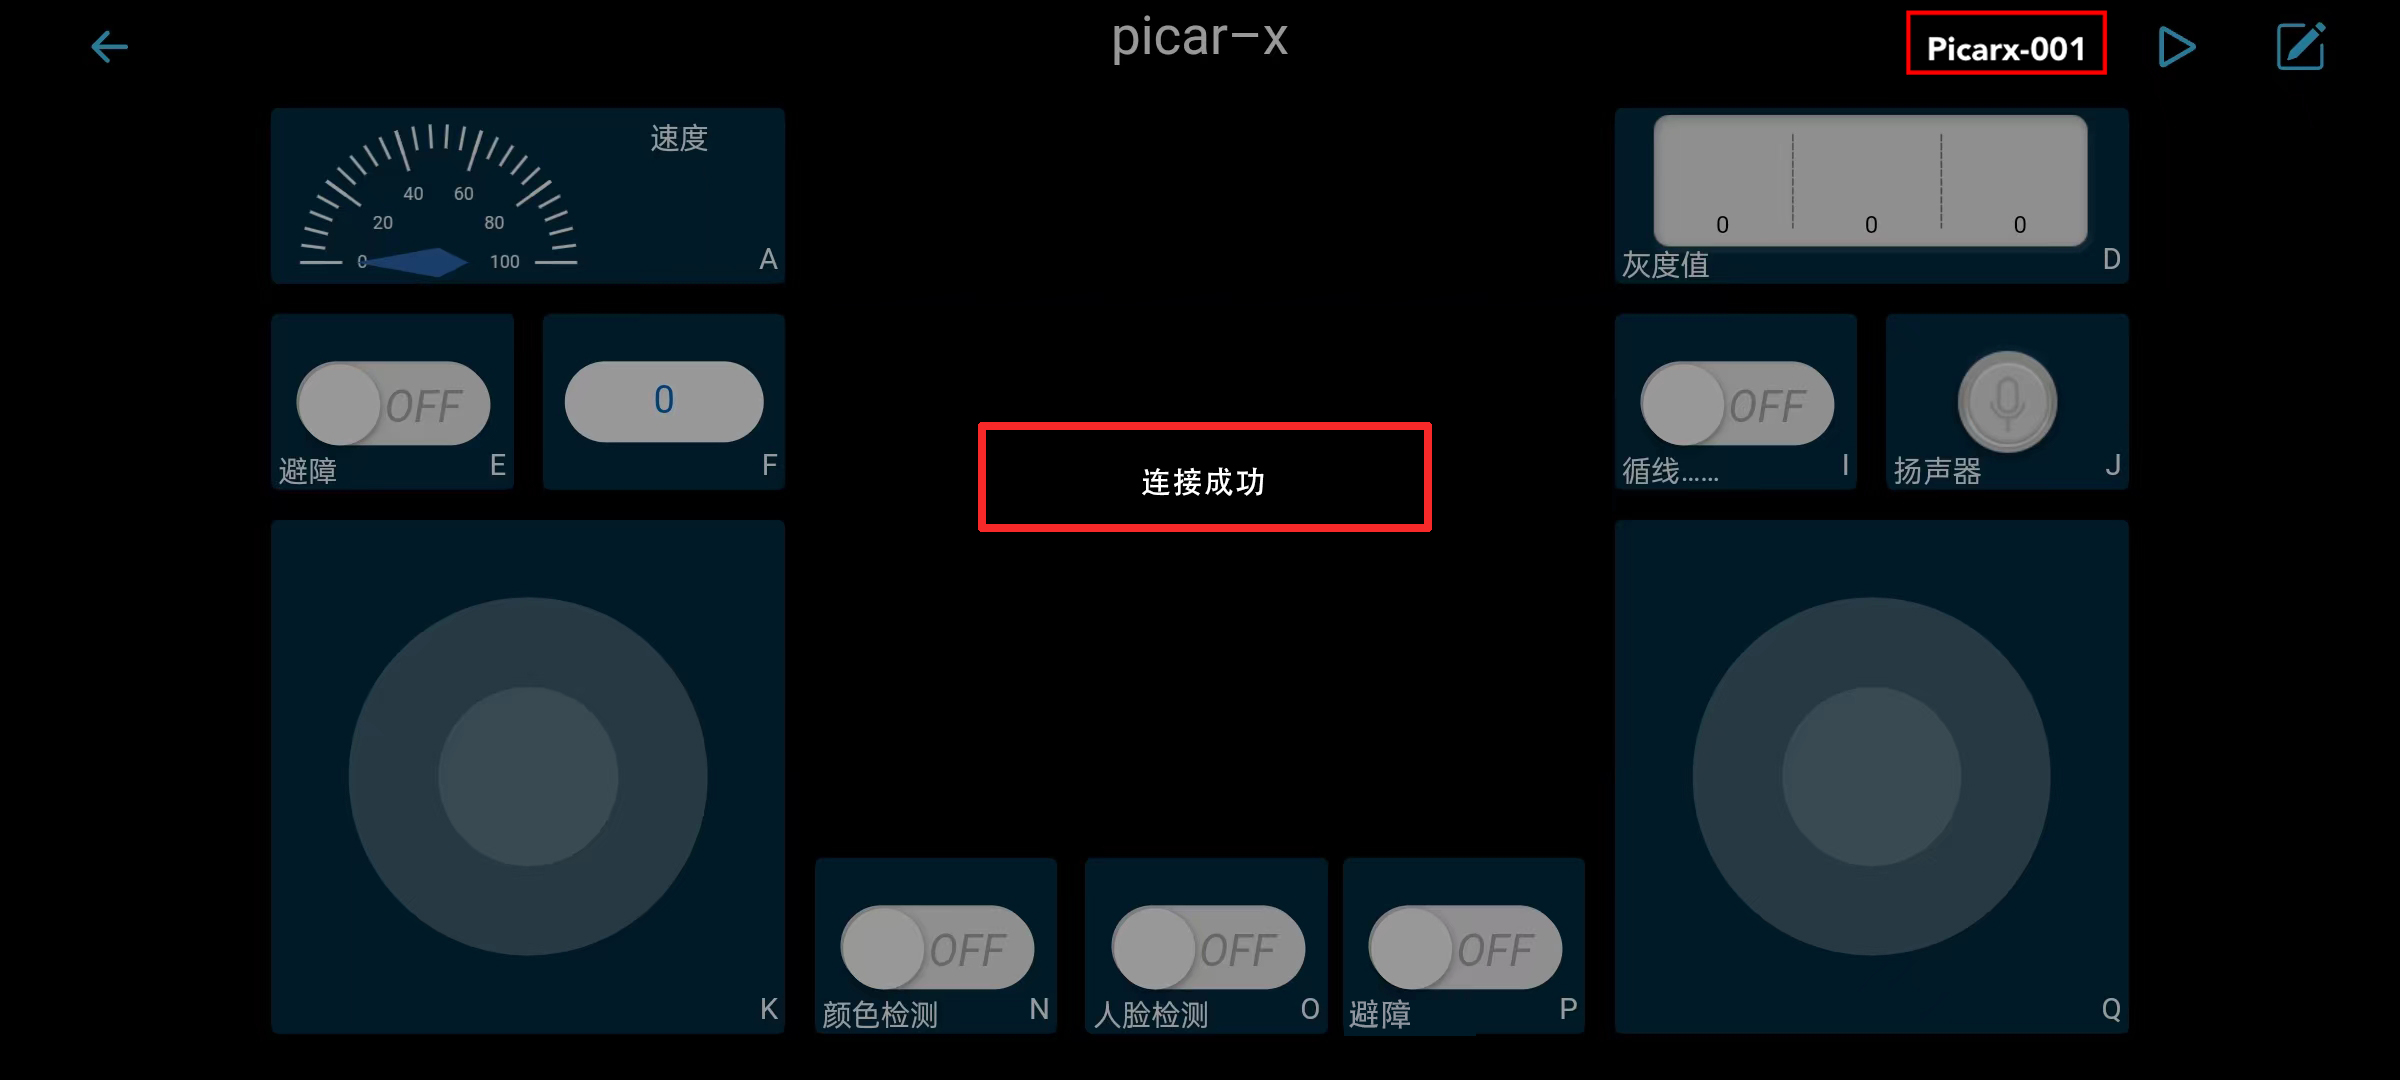 picar-x
Picarx-001
速度
40 60
20 80
0 100
A
0 0 0
灰度值 D
OFF
避障 E
0
F
OFF
循线...... I
扬声器 J
连接成功
K
OFF
颜色检测 N
OFF
人脸检测 O
OFF
避障 P
Q